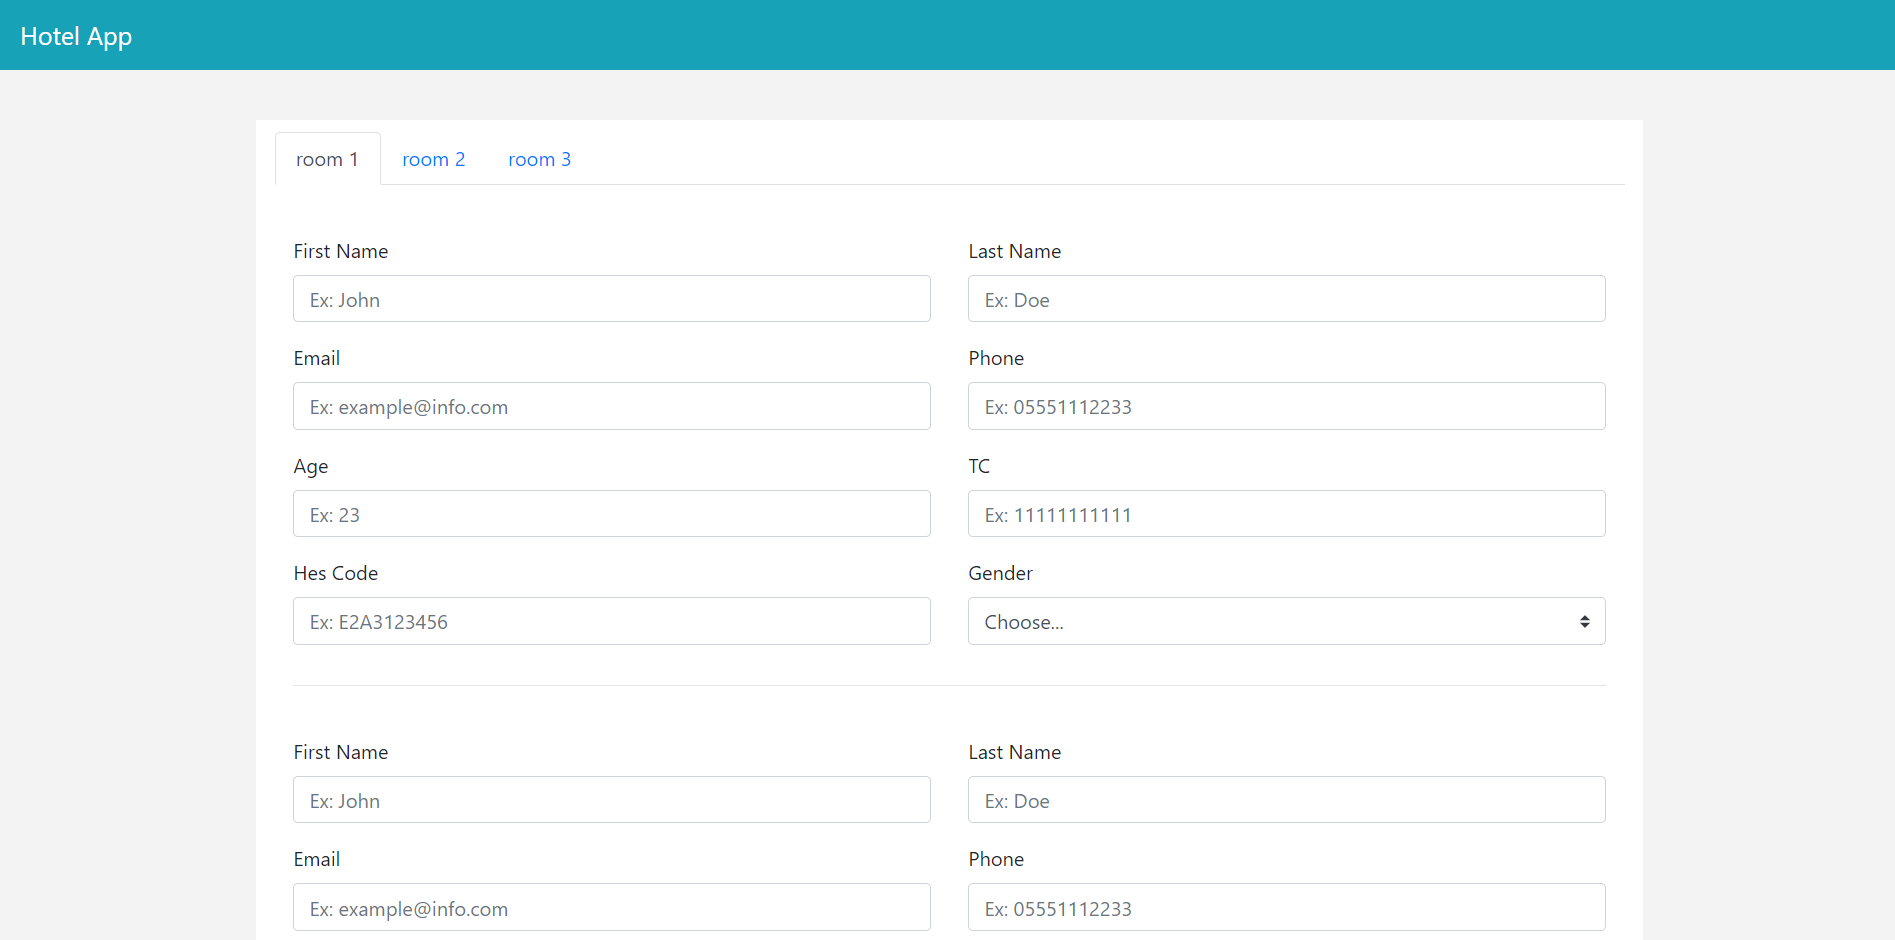 Hotel App
room 1 room 2 room 3
First Name Last Name
Ex: John Ex: Doe
Email Phone
Ex: example@info.com Ex: 05551112233
Age TC
Ex: 23 Ex: 11111111111
Hes Code Gender
Ex: E2A3123456 Choose...
First Name Last Name
Ex: John Ex: Doe
Email Phone
Ex: example@info.com Ex: 05551112233